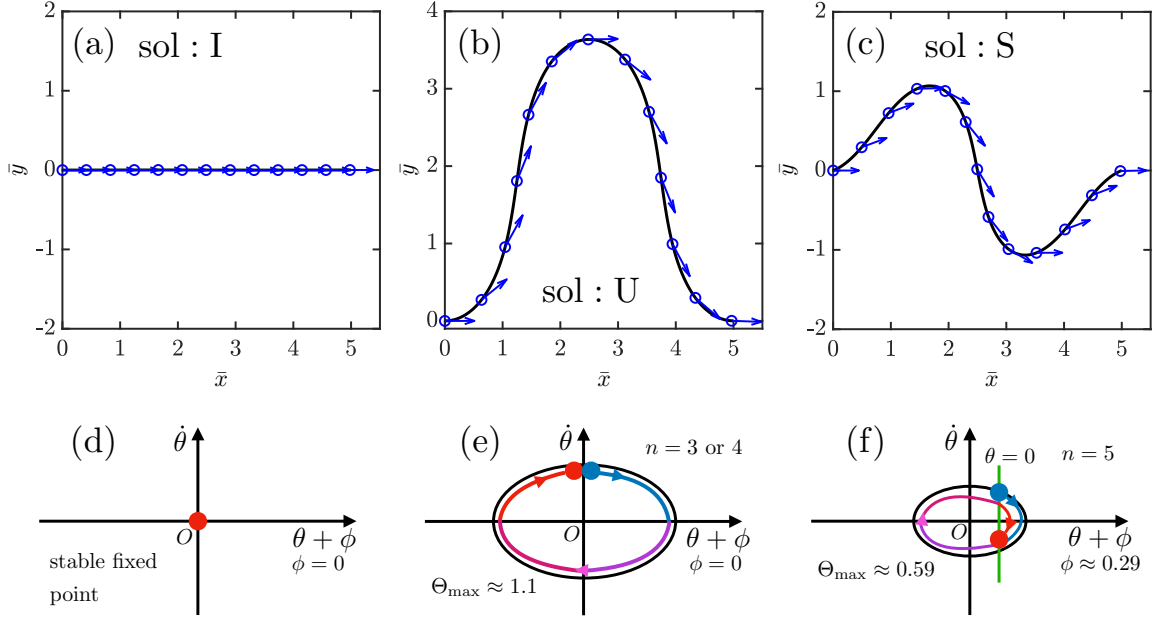 (a) sol : I
2
1
0
-1
-2
ȳ
0 1 2 3 4 5
x̄
(b)
sol : U
4
3
2
1
0
ȳ
0 1 2 3 4 5
x̄
(c) sol : S
2
1
0
-1
-2
ȳ
0 1 2 3 4 5
x̄
(d)
θ̇
O
θ + ϕ
ϕ = 0
stable fixed
point
(e)
θ̇
n = 3 or 4
O
θ + ϕ
ϕ = 0
Θmax ≈ 1.1
(f)
θ̇
θ = 0
n = 5
O
θ + ϕ
ϕ ≈ 0.29
Θmax ≈ 0.59